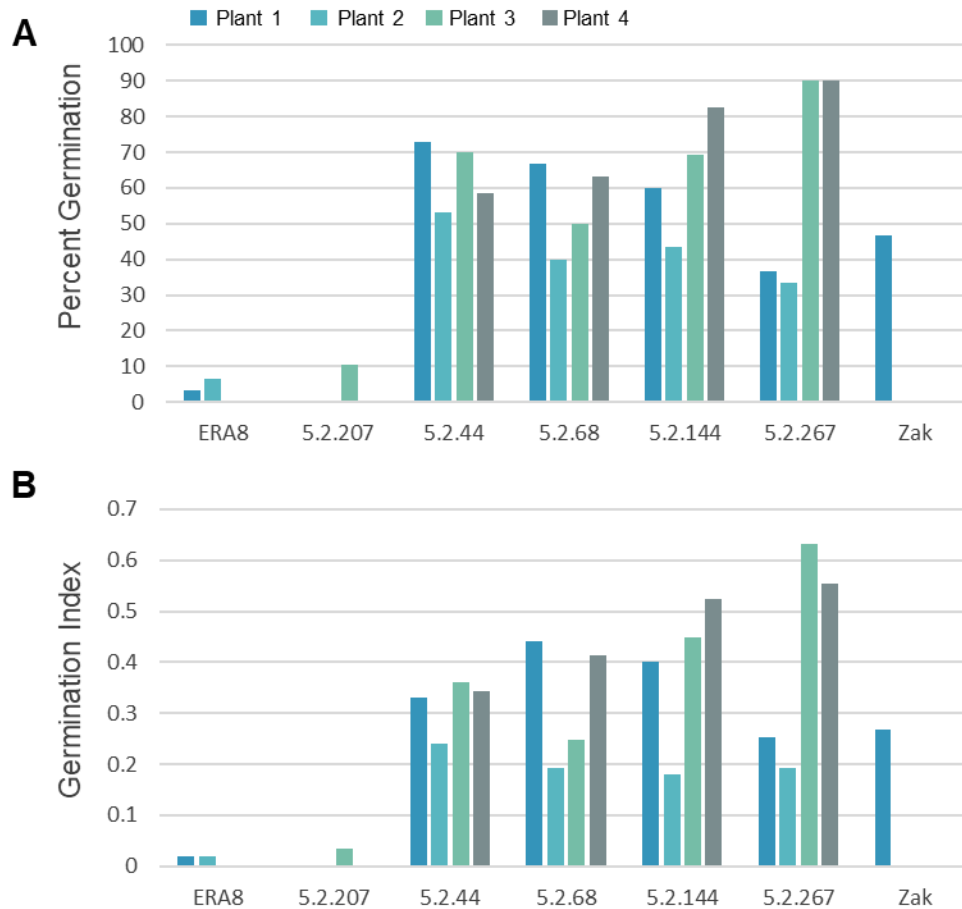 Plant 1 Plant 2 Plant 3 Plant 4
A
Percent Germination
100
90
80
70
60
50
40
30
20
10
0
ERA8 5.2.207 5.2.44 5.2.68 5.2.144 5.2.267 Zak
B
Germination Index
0.7
0.6
0.5
0.4
0.3
0.2
0.1
0
ERA8 5.2.207 5.2.44 5.2.68 5.2.144 5.2.267 Zak